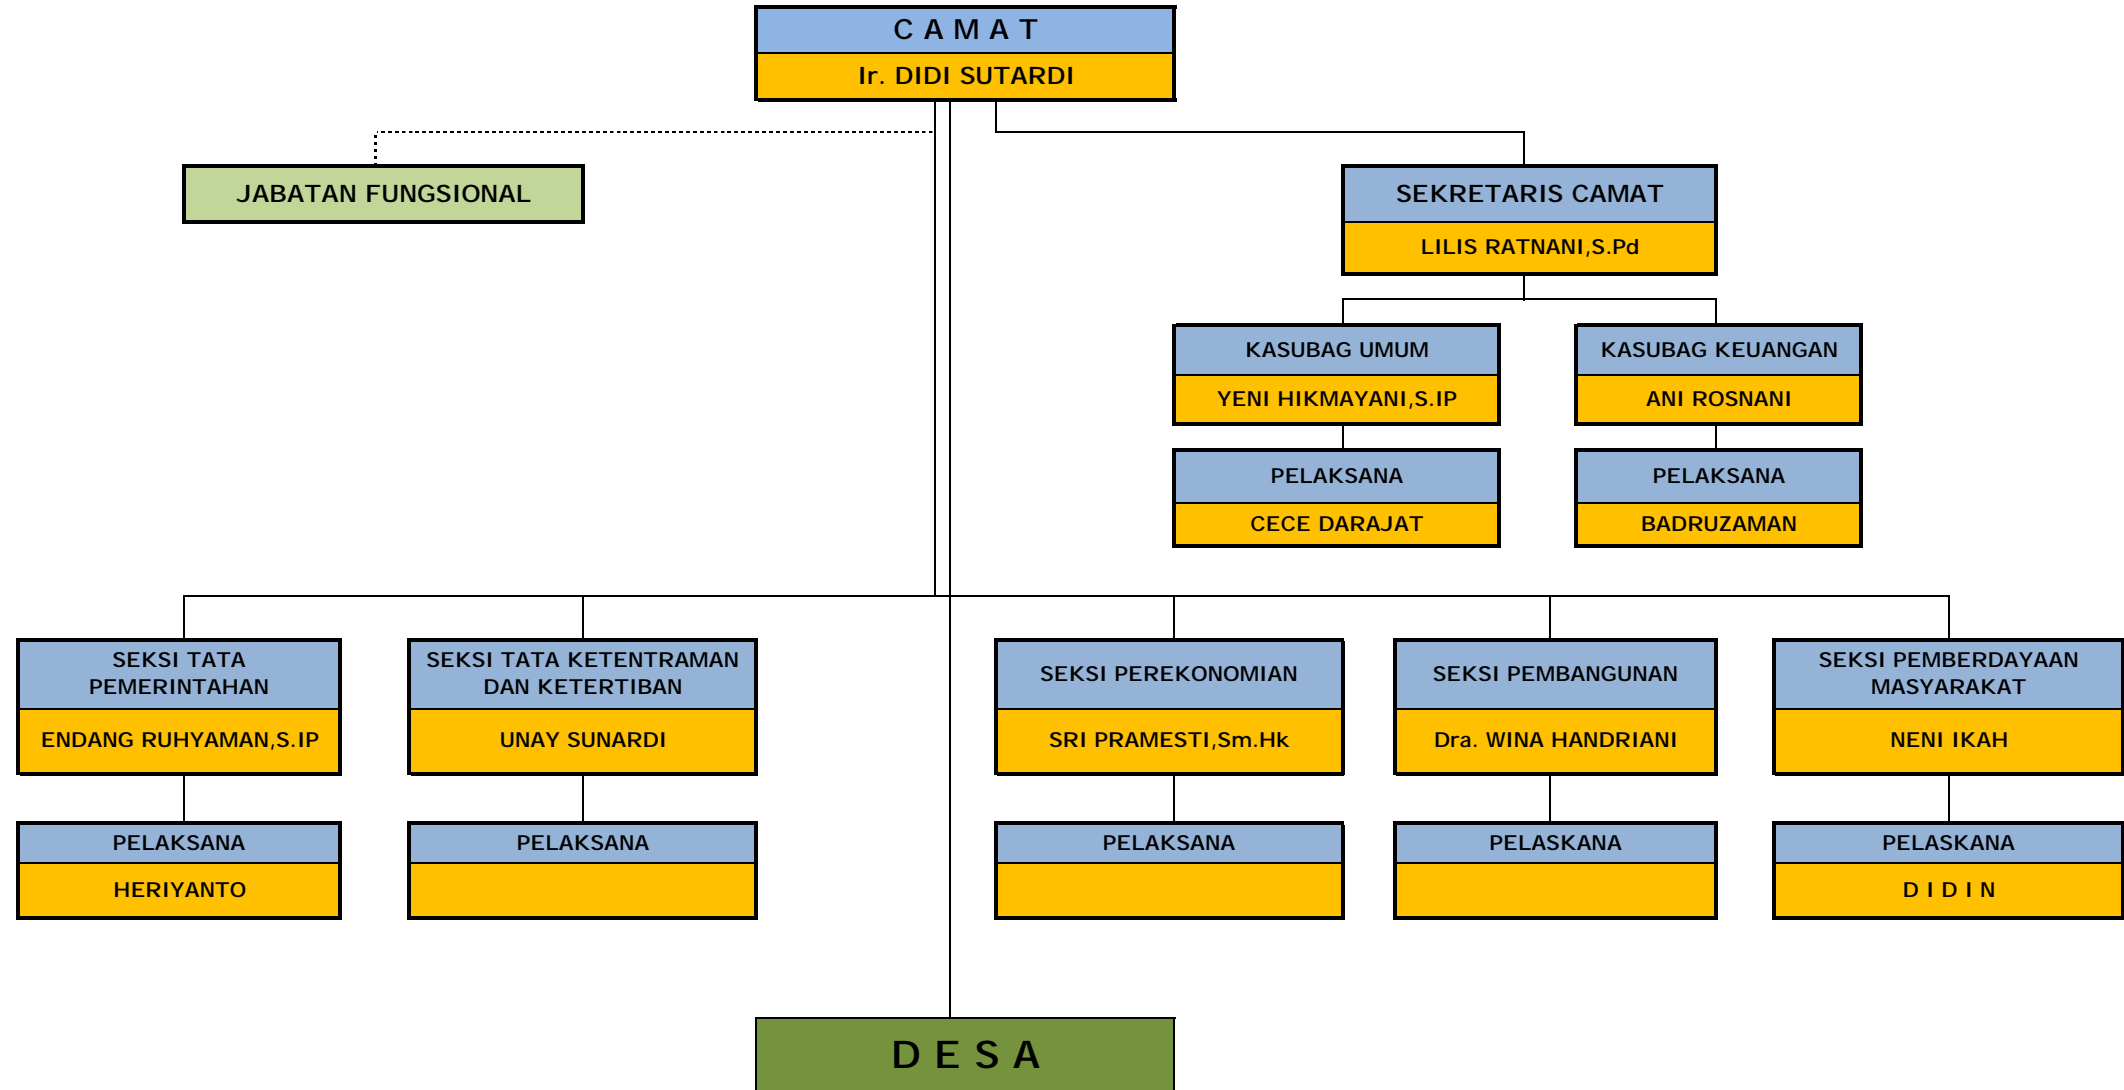 C A M A T
Ir. DIDI SUTARDI
JABATAN FUNGSIONAL
SEKRETARIS CAMAT
LILIS RATNANI,S.Pd
KASUBAG UMUM
YENI HIKMAYANI,S.IP
KASUBAG KEUANGAN
ANI ROSNANI
PELAKSANA
CECE DARAJAT
PELAKSANA
BADRUZAMAN
SEKSI TATA
PEMERINTAHAN
ENDANG RUHYAMAN,S.IP
SEKSI TATA KETENTRAMAN
DAN KETERTIBAN
UNAY SUNARDI
SEKSI PEREKONOMIAN
SRI PRAMESTI,Sm.Hk
SEKSI PEMBANGUNAN
Dra. WINA HANDRIANI
SEKSI PEMBERDAYAAN
MASYARAKAT
NENI IKAH
PELAKSANA
HERIYANTO
PELAKSANA
PELAKSANA
PELASKANA
PELASKANA
D I D I N
D E S A